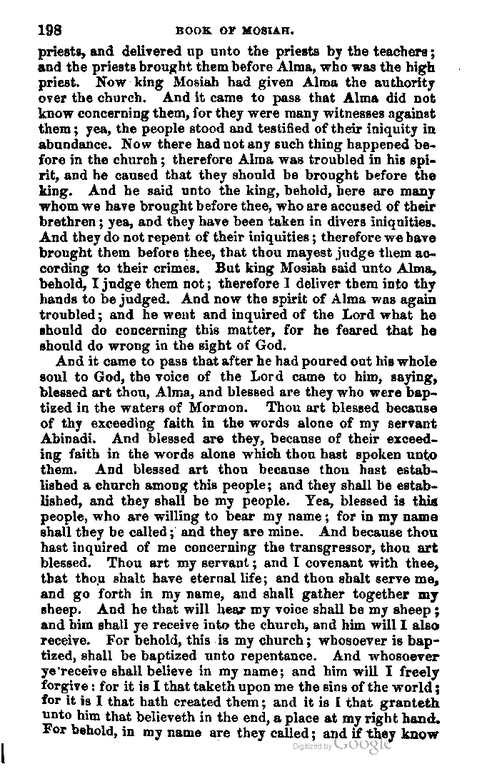 198 BOOK OF MOSIAH.
priests, and delivered up unto the priests by the teachers;
and the priests brought them before Alma, who was the high
priest. Now king Mosiah had given Alma the authority
over the church. And it came to pass that Alma did not
know concerning them, for they were many witnesses against
them; yea, the people stood and testified of their iniquity in
abundance. Now there had not any such thing happened be-
fore in the church; therefore Alma was troubled in his spi-
rit, and he caused that they should be brought before the
king. And he said unto the king, behold, here are many
whom we have brought before thee, who are accused of their
brethren; yea, and they have been taken in divers iniquities.
And they do not repent of their iniquities; therefore we have
brought them before thee, that thou mayest judge them ac-
cording to their crimes. But king Mosiah said unto Alma,
behold, I judge them not; therefore I deliver them into thy
hands to be judged. And now the spirit of Alma was again
troubled; and he went and inquired of the Lord what he
should do concerning this matter, for he feared that he
should do wrong in the sight of God.
And it came to pass that after he had poured out his whole
soul to God, the voice of the Lord came to him, saying,
blessed art thou, Alma, and blessed are they who were bap-
tized in the waters of Mormon. Thou art blessed because
of thy exceeding faith in the words alone of my servant
Abinadi. And blessed are they, because of their exceed-
ing faith in the words alone which thou hast spoken unto
them. And blessed art thou because thou hast estab-
lished a church among this people; and they shall be estab-
lished, and they shall be my people. Yea, blessed is this
people, who are willing to bear my name; for in my name
shall they be called; and they are mine. And because thou
hast inquired of me concerning the transgressor, thou art
blessed. Thou art my servant; and I covenant with thee,
that thou shalt have eternal life; and thou shalt serve me,
and go forth in my name, and shall gather together my
sheep. And he that will hear my voice shall be my sheep;
and him shall ye receive into the church, and him will I also
receive. For behold, this is my church; whosoever is bap-
tized, shall be baptized unto repentance. And whosoever
ye receive shall believe in my name; and him will I freely
forgive: for it is I that taketh upon me the sins of the world;
for it is I that hath created them; and it is I that granteth
unto him that believeth in the end, a place at my right hand.
For behold, in my name are they called; and if they know
Digitized by Google